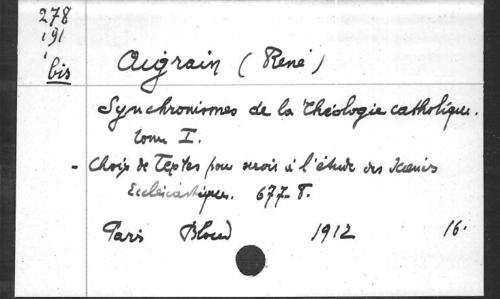 278
191
bis
Aigrain (René)
Synchronismes de la Théologie catholique.
tome I.
- Choix de Textes pour servir à l'étude des
Ecclésiastiques. 677-T.
Paris Bloud 1912 16.